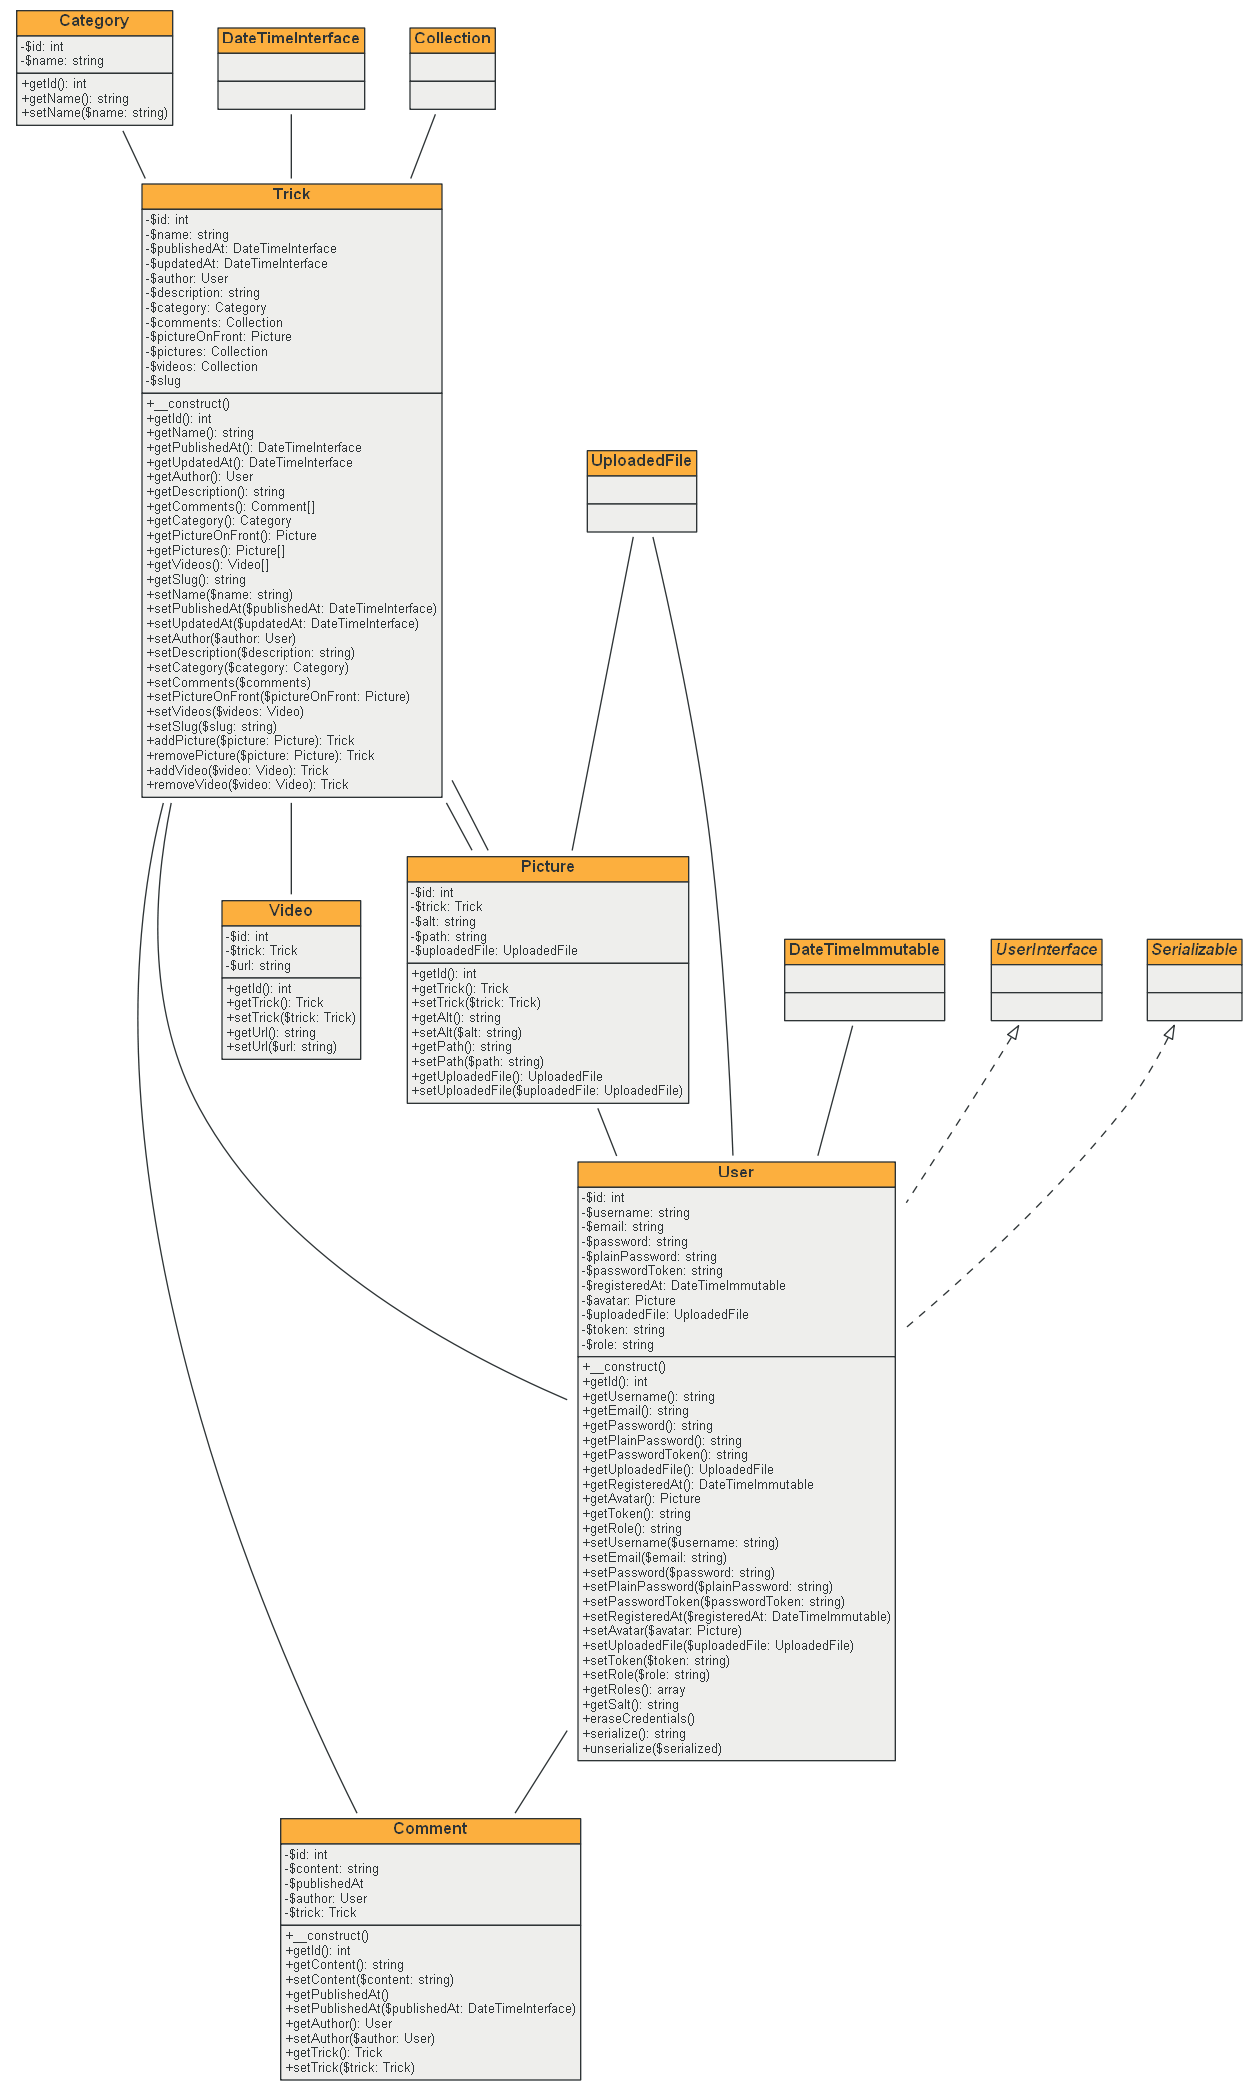 Category
-$id: int
-$name: string
+getId(): int
+getName(): string
+setName($name: string)
DateTimeInterface
Collection
Trick
-$id: int
-$name: string
-$publishedAt: DateTimeInterface
-$updatedAt: DateTimeInterface
-$author: User
-$description: string
-$category: Category
-$comments: Collection
-$pictureOnFront: Picture
-$pictures: Collection
-$videos: Collection
-$slug
+__construct()
+getId(): int
+getName(): string
+getPublishedAt(): DateTimeInterface
+getUpdatedAt(): DateTimeInterface
+getAuthor(): User
+getDescription(): string
+getComments(): Comment[]
+getCategory(): Category
+getPictureOnFront(): Picture
+getPictures(): Picture[]
+getVideos(): Video[]
+getSlug(): string
+setName($name: string)
+setPublishedAt($publishedAt: DateTimeInterface)
+setUpdatedAt($updatedAt: DateTimeInterface)
+setAuthor($author: User)
+setDescription($description: string)
+setCategory($category: Category)
+setComments($comments)
+setPictureOnFront($pictureOnFront: Picture)
+setVideos($videos: Video)
+setSlug($slug: string)
+addPicture($picture: Picture): Trick
+removePicture($picture: Picture): Trick
+addVideo($video: Video): Trick
+removeVideo($video: Video): Trick
UploadedFile
Picture
-$id: int
-$trick: Trick
-$alt: string
-$path: string
-$uploadedFile: UploadedFile
+getId(): int
+getTrick(): Trick
+setTrick($trick: Trick)
+getAlt(): string
+setAlt($alt: string)
+getPath(): string
+setPath($path: string)
+getUploadedFile(): UploadedFile
+setUploadedFile($uploadedFile: UploadedFile)
Video
-$id: int
-$trick: Trick
-$url: string
+getId(): int
+getTrick(): Trick
+setTrick($trick: Trick)
+getUrl(): string
+setUrl($url: string)
DateTimeImmutable
UserInterface
Serializable
User
-$id: int
-$username: string
-$email: string
-$password: string
-$plainPassword: string
-$passwordToken: string
-$registeredAt: DateTimeImmutable
-$avatar: Picture
-$uploadedFile: UploadedFile
-$token: string
-$role: string
+__construct()
+getId(): int
+getUsername(): string
+getEmail(): string
+getPassword(): string
+getPlainPassword(): string
+getPasswordToken(): string
+getUploadedFile(): UploadedFile
+getRegisteredAt(): DateTimeImmutable
+getAvatar(): Picture
+getToken(): string
+getRole(): string
+setUsername($username: string)
+setEmail($email: string)
+setPassword($password: string)
+setPlainPassword($plainPassword: string)
+setPasswordToken($passwordToken: string)
+setRegisteredAt($registeredAt: DateTimeImmutable)
+setAvatar($avatar: Picture)
+setUploadedFile($uploadedFile: UploadedFile)
+setToken($token: string)
+setRole($role: string)
+getRoles(): array
+getSalt(): string
+eraseCredentials()
+serialize(): string
+unserialize($serialized)
Comment
-$id: int
-$content: string
-$publishedAt
-$author: User
-$trick: Trick
+__construct()
+getId(): int
+getContent(): string
+setContent($content: string)
+getPublishedAt()
+setPublishedAt($publishedAt: DateTimeInterface)
+getAuthor(): User
+setAuthor($author: User)
+getTrick(): Trick
+setTrick($trick: Trick)